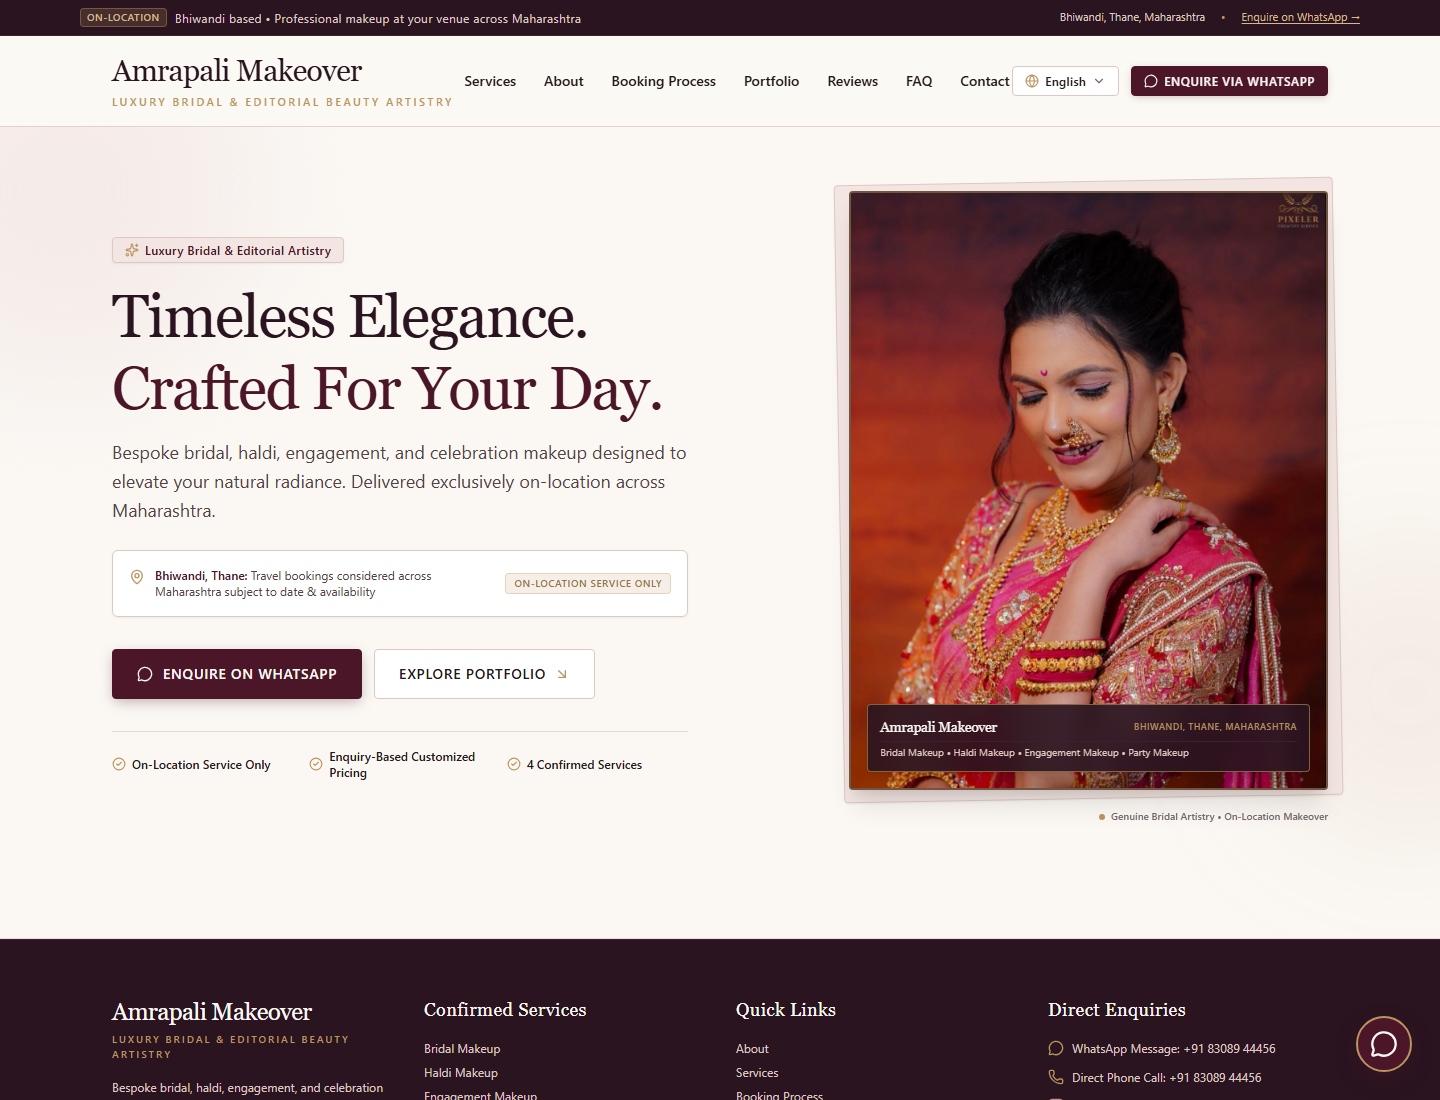 ON-LOCATION Bhiwandi based • Professional makeup at your venue across Maharashtra
Bhiwandi, Thane, Maharashtra • Enquire on WhatsApp →
Amrapali Makeover
LUXURY BRIDAL & EDITORIAL BEAUTY ARTISTRY
Services About Booking Process Portfolio Reviews FAQ Contact
English
ENQUIRE VIA WHATSAPP
Luxury Bridal & Editorial Artistry
Timeless Elegance.
Crafted For Your Day.
Bespoke bridal, haldi, engagement, and celebration makeup designed to
elevate your natural radiance. Delivered exclusively on-location across
Maharashtra.
Bhiwandi, Thane: Travel bookings considered across
Maharashtra subject to date & availability
ON-LOCATION SERVICE ONLY
ENQUIRE ON WHATSAPP
EXPLORE PORTFOLIO
On-Location Service Only
Enquiry-Based Customized
Pricing
4 Confirmed Services
PIXELER
Amrapali Makeover
BHIWANDI, THANE, MAHARASHTRA
Bridal Makeup • Haldi Makeup • Engagement Makeup • Party Makeup
Genuine Bridal Artistry • On-Location Makeover
Amrapali Makeover
LUXURY BRIDAL & EDITORIAL BEAUTY
ARTISTRY
Bespoke bridal, haldi, engagement, and celebration
Confirmed Services
Bridal Makeup
Haldi Makeup
Engagement Makeup
Quick Links
About
Services
Booking Process
Direct Enquiries
WhatsApp Message: +91 83089 44456
Direct Phone Call: +91 83089 44456